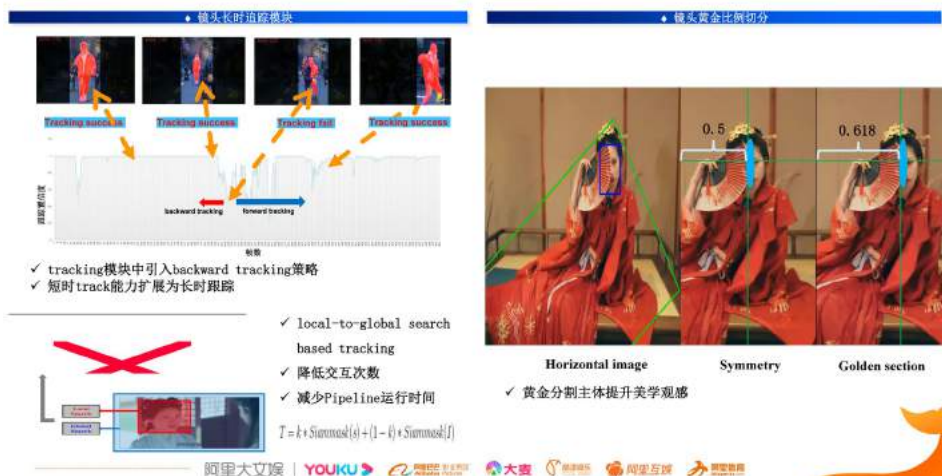 ♦ 镜头长时追踪模块
Tracking success
Tracking success
Tracking fail
Tracking success
跟踪置信度
backward tracking
forward tracking
帧数
✓ tracking模块中引入backward tracking策略
✓ 短时track能力扩展为长时跟踪
✓ local-to-global search
based tracking
✓ 降低交互次数
✓ 减少Pipeline运行时间
T = k * Siammask(s) + (1 - k) * Siammask(l)
♦ 镜头黄金比例切分
0.5
0.618
Horizontal image
Symmetry
Golden section
✓ 黄金分割主体提升美学观感
阿里大文娱
YOUKU
大麦
阿里互娱